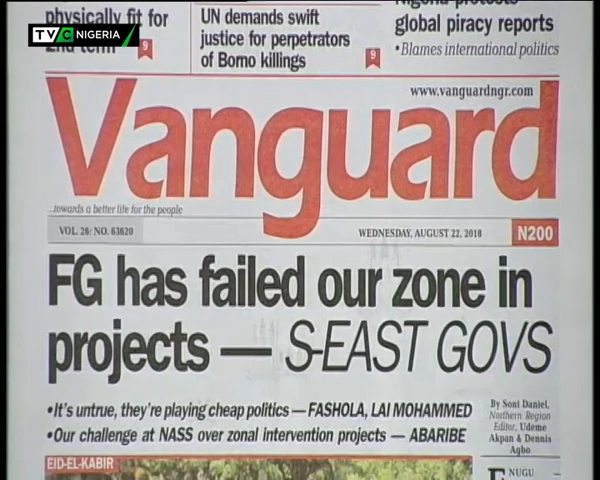 physically fit for
2nd term
9
UN demands swift
justice for perpetrators
of Borno killings
9
global piracy reports
•Blames international politics
TVC NIGERIA
www.vanguardngr.com
Vanguard
...towards a better life for the people
VOL. 26: NO. 63620
WEDNESDAY, AUGUST 22, 2018
N200
FG has failed our zone in
projects — S-EAST GOVS
•It's untrue, they're playing cheap politics — FASHOLA, LAI MOHAMMED
•Our challenge at NASS over zonal intervention projects — ABARIBE
By Soni Daniel,
Northern Region
Editor, Udeme
Akpan & Dennis
Agbo
ENUGU
EID-EL-KABIR